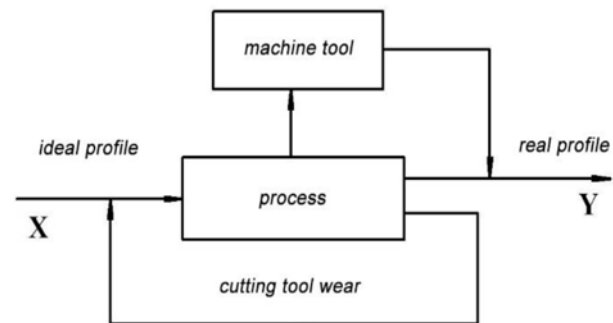 machine tool
ideal profile
real profile
process
X
Y
cutting tool wear